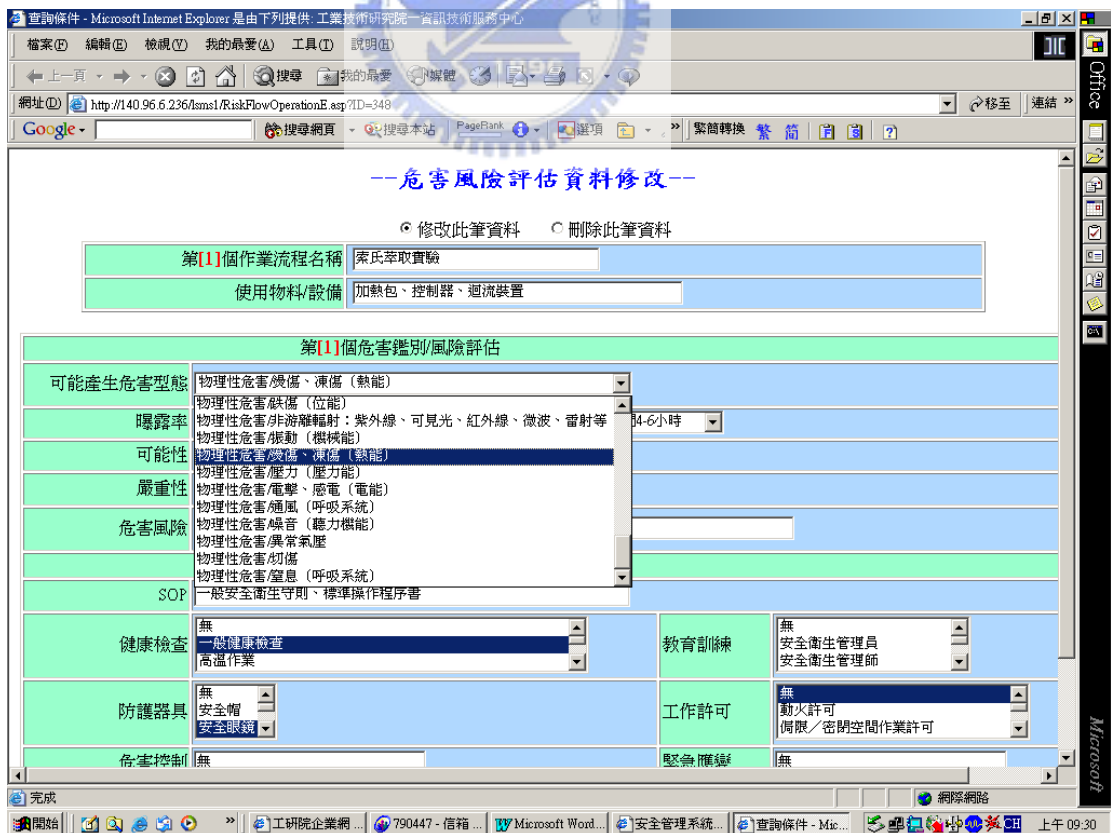 查詢條件 - Microsoft Internet Explorer 是由下列提供: 工業技術研究院一資訊技術服務中心
檔案(F) 編輯(E) 檢視(V) 我的最愛(A) 工具(T) 說明(H)
上一頁 搜尋 我的最愛 媒體
網址(D) http://140.96.6.236/lsms1/RiskFlowOperationE.asp?ID=348 移至 連結 »
Google 搜尋網頁 搜尋本站 PageRank 選項 » 繁簡轉換 繁 简
1896
Office
--危害風險評估資料修改--
修改此筆資料 刪除此筆資料
第[1]個作業流程名稱 索氏萃取實驗
使用物料/設備 加熱包、控制器、迴流裝置
第[1]個危害鑑別/風險評估
可能產生危害型態 物理性危害/燙傷、凍傷（熱能）
曝露率 4-6小時
可能性
嚴重性
危害風險
物理性危害/跌傷（位能）
物理性危害/非游離輻射：紫外線、可見光、紅外線、微波、雷射等
物理性危害/振動（機械能）
物理性危害/燙傷、凍傷（熱能）
物理性危害/壓力（壓力能）
物理性危害/電擊、感電（電能）
物理性危害/通風（呼吸系統）
物理性危害/噪音（聽力機能）
物理性危害/異常氣壓
物理性危害/切傷
物理性危害/窒息（呼吸系統）
SOP 一般安全衛生守則、標準操作程序書
健康檢查
無
一般健康檢查
高溫作業
教育訓練
無
安全衛生管理員
安全衛生管理師
防護器具
無
安全帽
安全眼鏡
工作許可
無
動火許可
侷限／密閉空間作業許可
危害控制 無
緊急應變 無
Microsoft
完成 網際網路
開始 » 工研院企業網 ... 790447 - 信箱 ... Microsoft Word... 安全管理系統... 查詢條件 - Mic... CH 上午 09:30